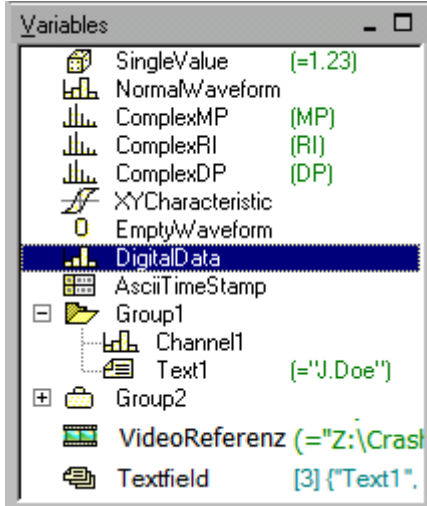 Variables
SingleValue (=1.23)
NormalWaveform
ComplexMP (MP)
ComplexRI (RI)
ComplexDP (DP)
XYCharacteristic
EmptyWaveform
DigitalData
AsciiTimeStamp
Group1
Channel1
Text1 (="J.Doe")
Group2
VideoReferenz (="Z:\Crash
Textfield [3] {"Text1",